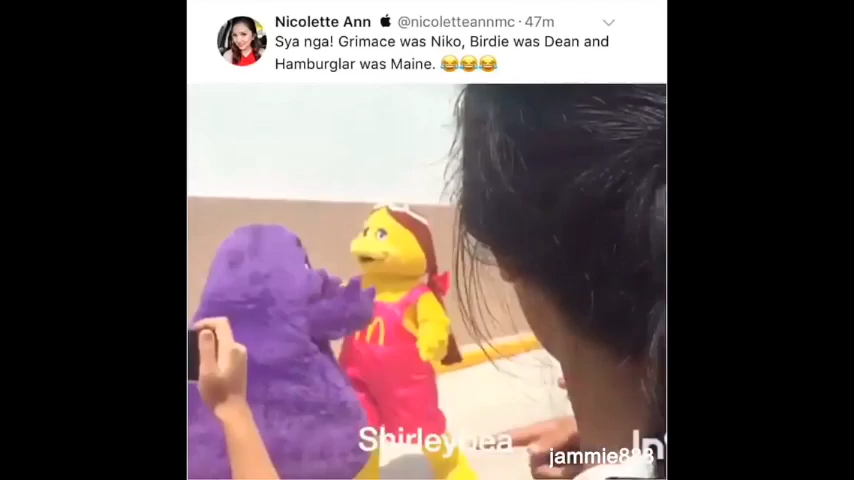 Nicolette Ann @nicoletteannmc · 47m
Sya nga! Grimace was Niko, Birdie was Dean and
Hamburglar was Maine. 😂😂😂
Shirleybea
jammie888